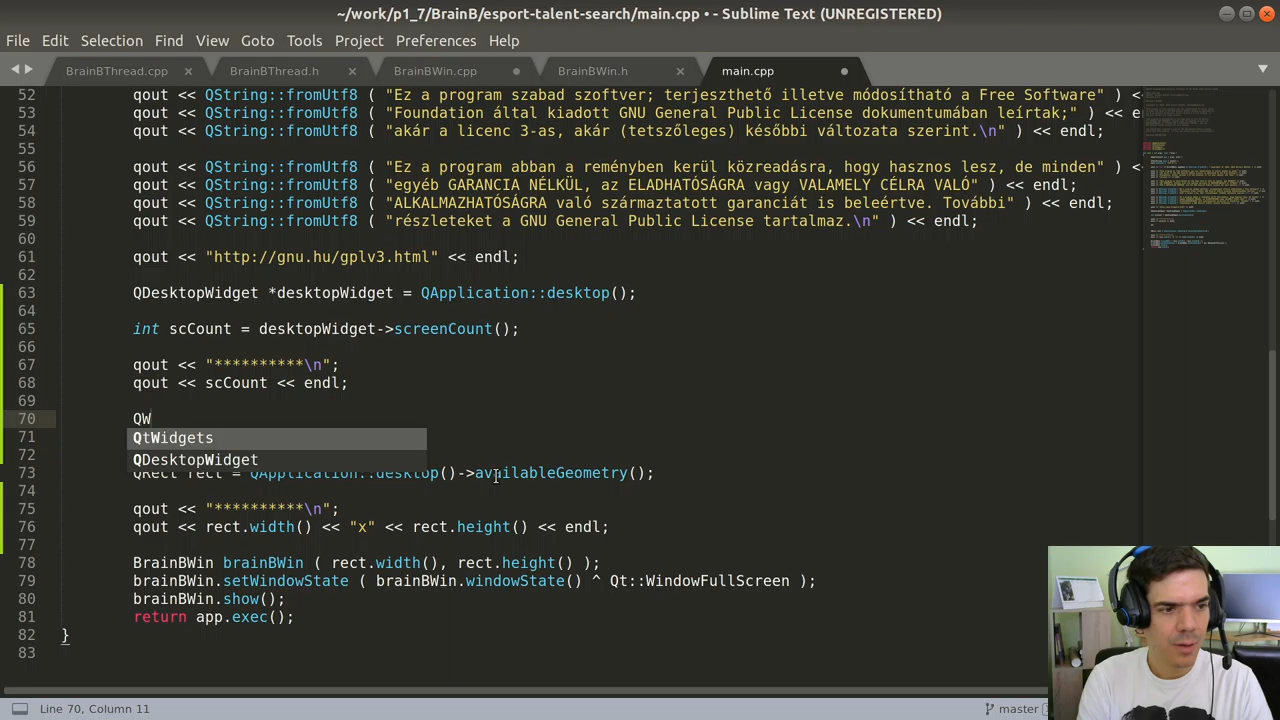 ~/work/p1_7/BrainB/esport-talent-search/main.cpp • - Sublime Text (UNREGISTERED)
File Edit Selection Find View Goto Tools Project Preferences Help
BrainBThread.cpp BrainBThread.h BrainBWin.cpp BrainBWin.h main.cpp
52 qout << QString::fromUtf8 ( "Ez a program szabad szoftver; terjeszthető illetve módosítható a Free Software" ) <
53 qout << QString::fromUtf8 ( "Foundation által kiadott GNU General Public License dokumentumában leírtak;" ) << e
54 qout << QString::fromUtf8 ( "akár a licenc 3-as, akár (tetszőleges) későbbi változata szerint.\n" ) << endl;
55
56 qout << QString::fromUtf8 ( "Ez a program abban a reményben kerül közreadásra, hogy hasznos lesz, de minden" ) <
57 qout << QString::fromUtf8 ( "egyéb GARANCIA NÉLKÜL, az ELADHATÓSÁGRA vagy VALAMELY CÉLRA VALÓ" ) << endl;
58 qout << QString::fromUtf8 ( "ALKALMAZHATÓSÁGRA való származtatott garanciát is beleértve. További" ) << endl;
59 qout << QString::fromUtf8 ( "részleteket a GNU General Public License tartalmaz.\n" ) << endl;
60
61 qout << "http://gnu.hu/gplv3.html" << endl;
62
63 QDesktopWidget *desktopWidget = QApplication::desktop();
64
65 int scCount = desktopWidget->screenCount();
66
67 qout << "**********\n";
68 qout << scCount << endl;
69
70 QW
71 QtWidgets
72 QDesktopWidget
73 QRect rect = QApplication::desktop()->availableGeometry();
74
75 qout << "**********\n";
76 qout << rect.width() << "x" << rect.height() << endl;
77
78 BrainBWin brainBWin ( rect.width(), rect.height() );
79 brainBWin.setWindowState ( brainBWin.windowState() ^ Qt::WindowFullScreen );
80 brainBWin.show();
81 return app.exec();
82 }
83
Line 70, Column 11 master